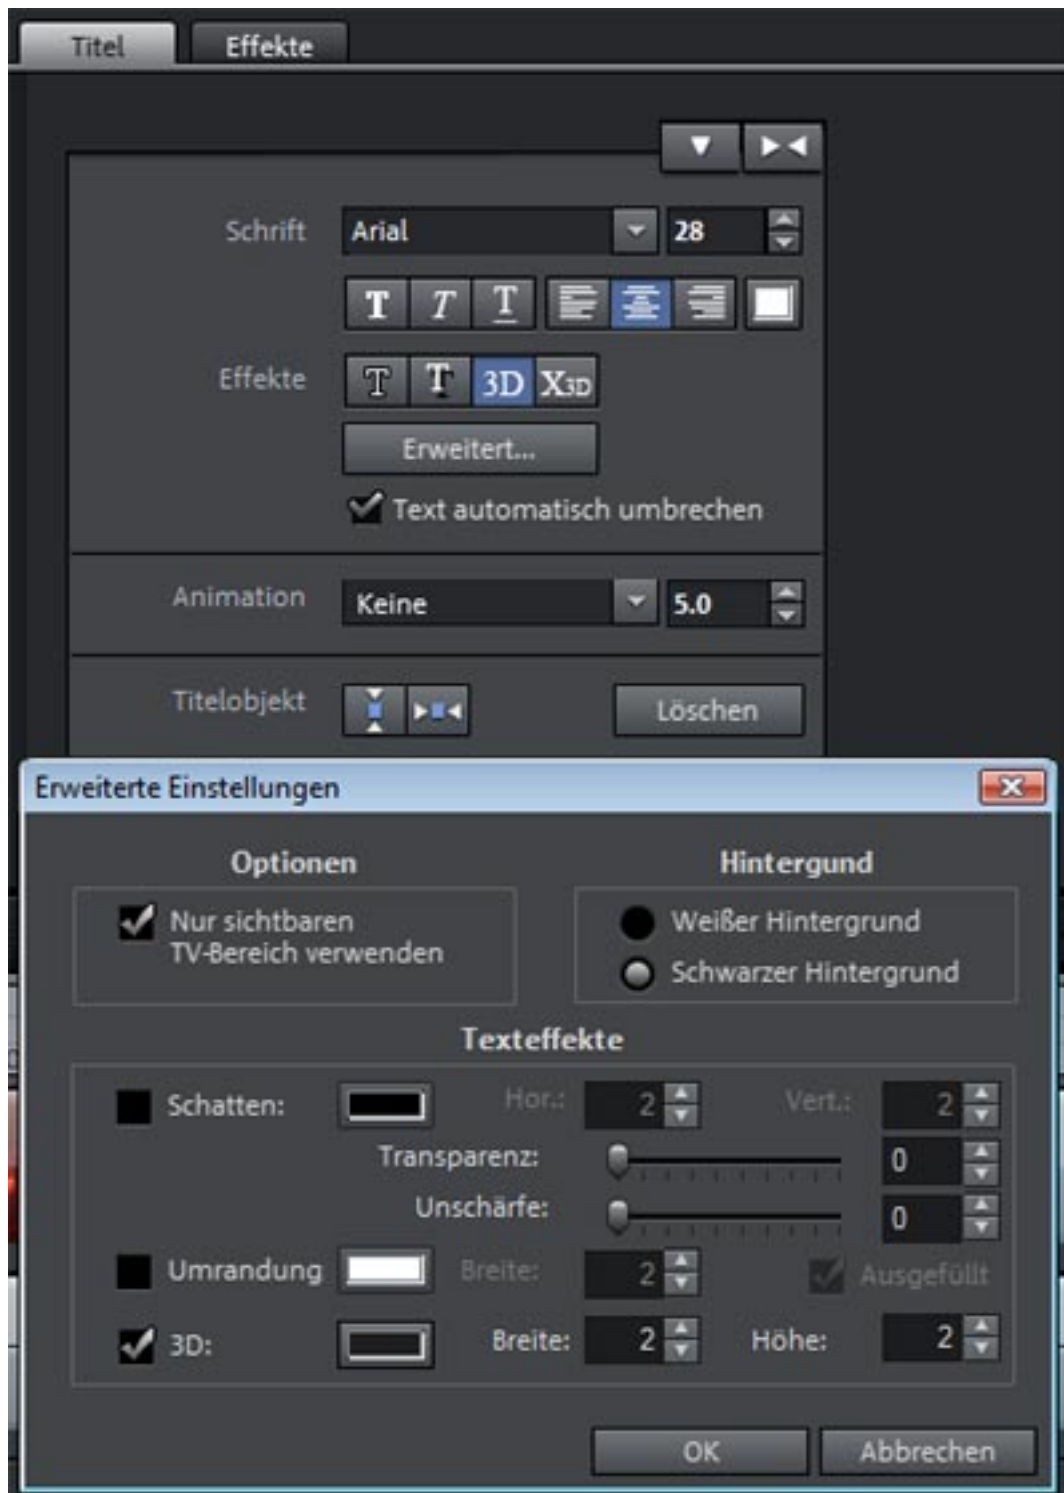 Titel Effekte
Schrift Arial 28
T T T
Effekte T T 3D X3D
Erweitert...
Text automatisch umbrechen
Animation Keine 5.0
Titelobjekt Löschen
Erweiterte Einstellungen
Optionen Hintergund
Nur sichtbaren Weißer Hintergrund
TV-Bereich verwenden Schwarzer Hintergrund
Texteffekte
Schatten: Hor.: 2 Vert.: 2
Transparenz: 0
Unschärfe: 0
Umrandung Breite: 2 Ausgefüllt
3D: Breite: 2 Höhe: 2
OK Abbrechen